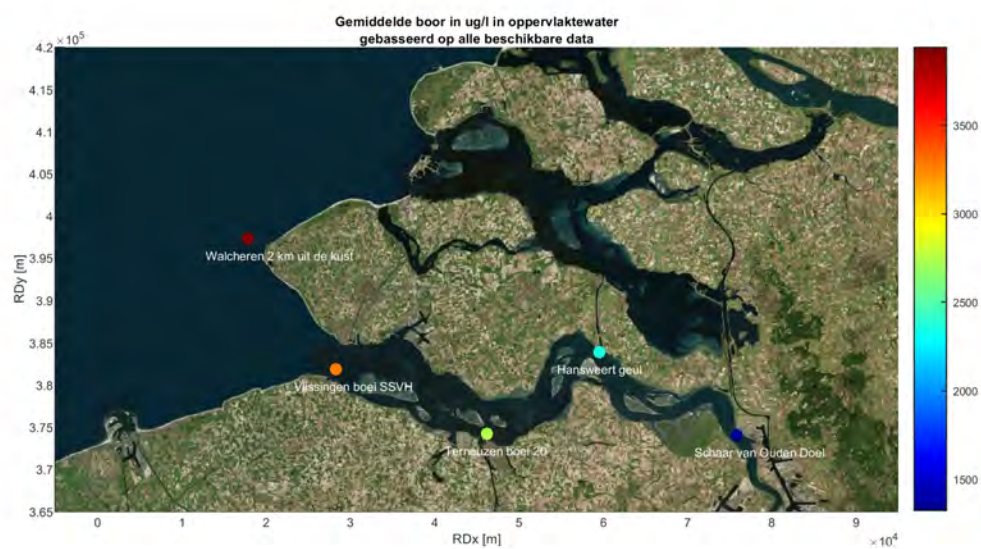 Gemiddelde boor in ug/l in oppervlaktewater
gebasseerd op alle beschikbare data
4.2 ×10⁵
4.15
4.1
4.05
4
3.95
3.9
3.85
3.8
3.75
3.7
3.65
RDy [m]
Walcheren 2 km uit de kust
Vlissingen boei SSVH
Terneuzen boei 20
Hansweert geul
Schaar van Ouden Doel
0 1 2 3 4 5 6 7 8 9
×10⁴
RDx [m]
3500
3000
2500
2000
1500